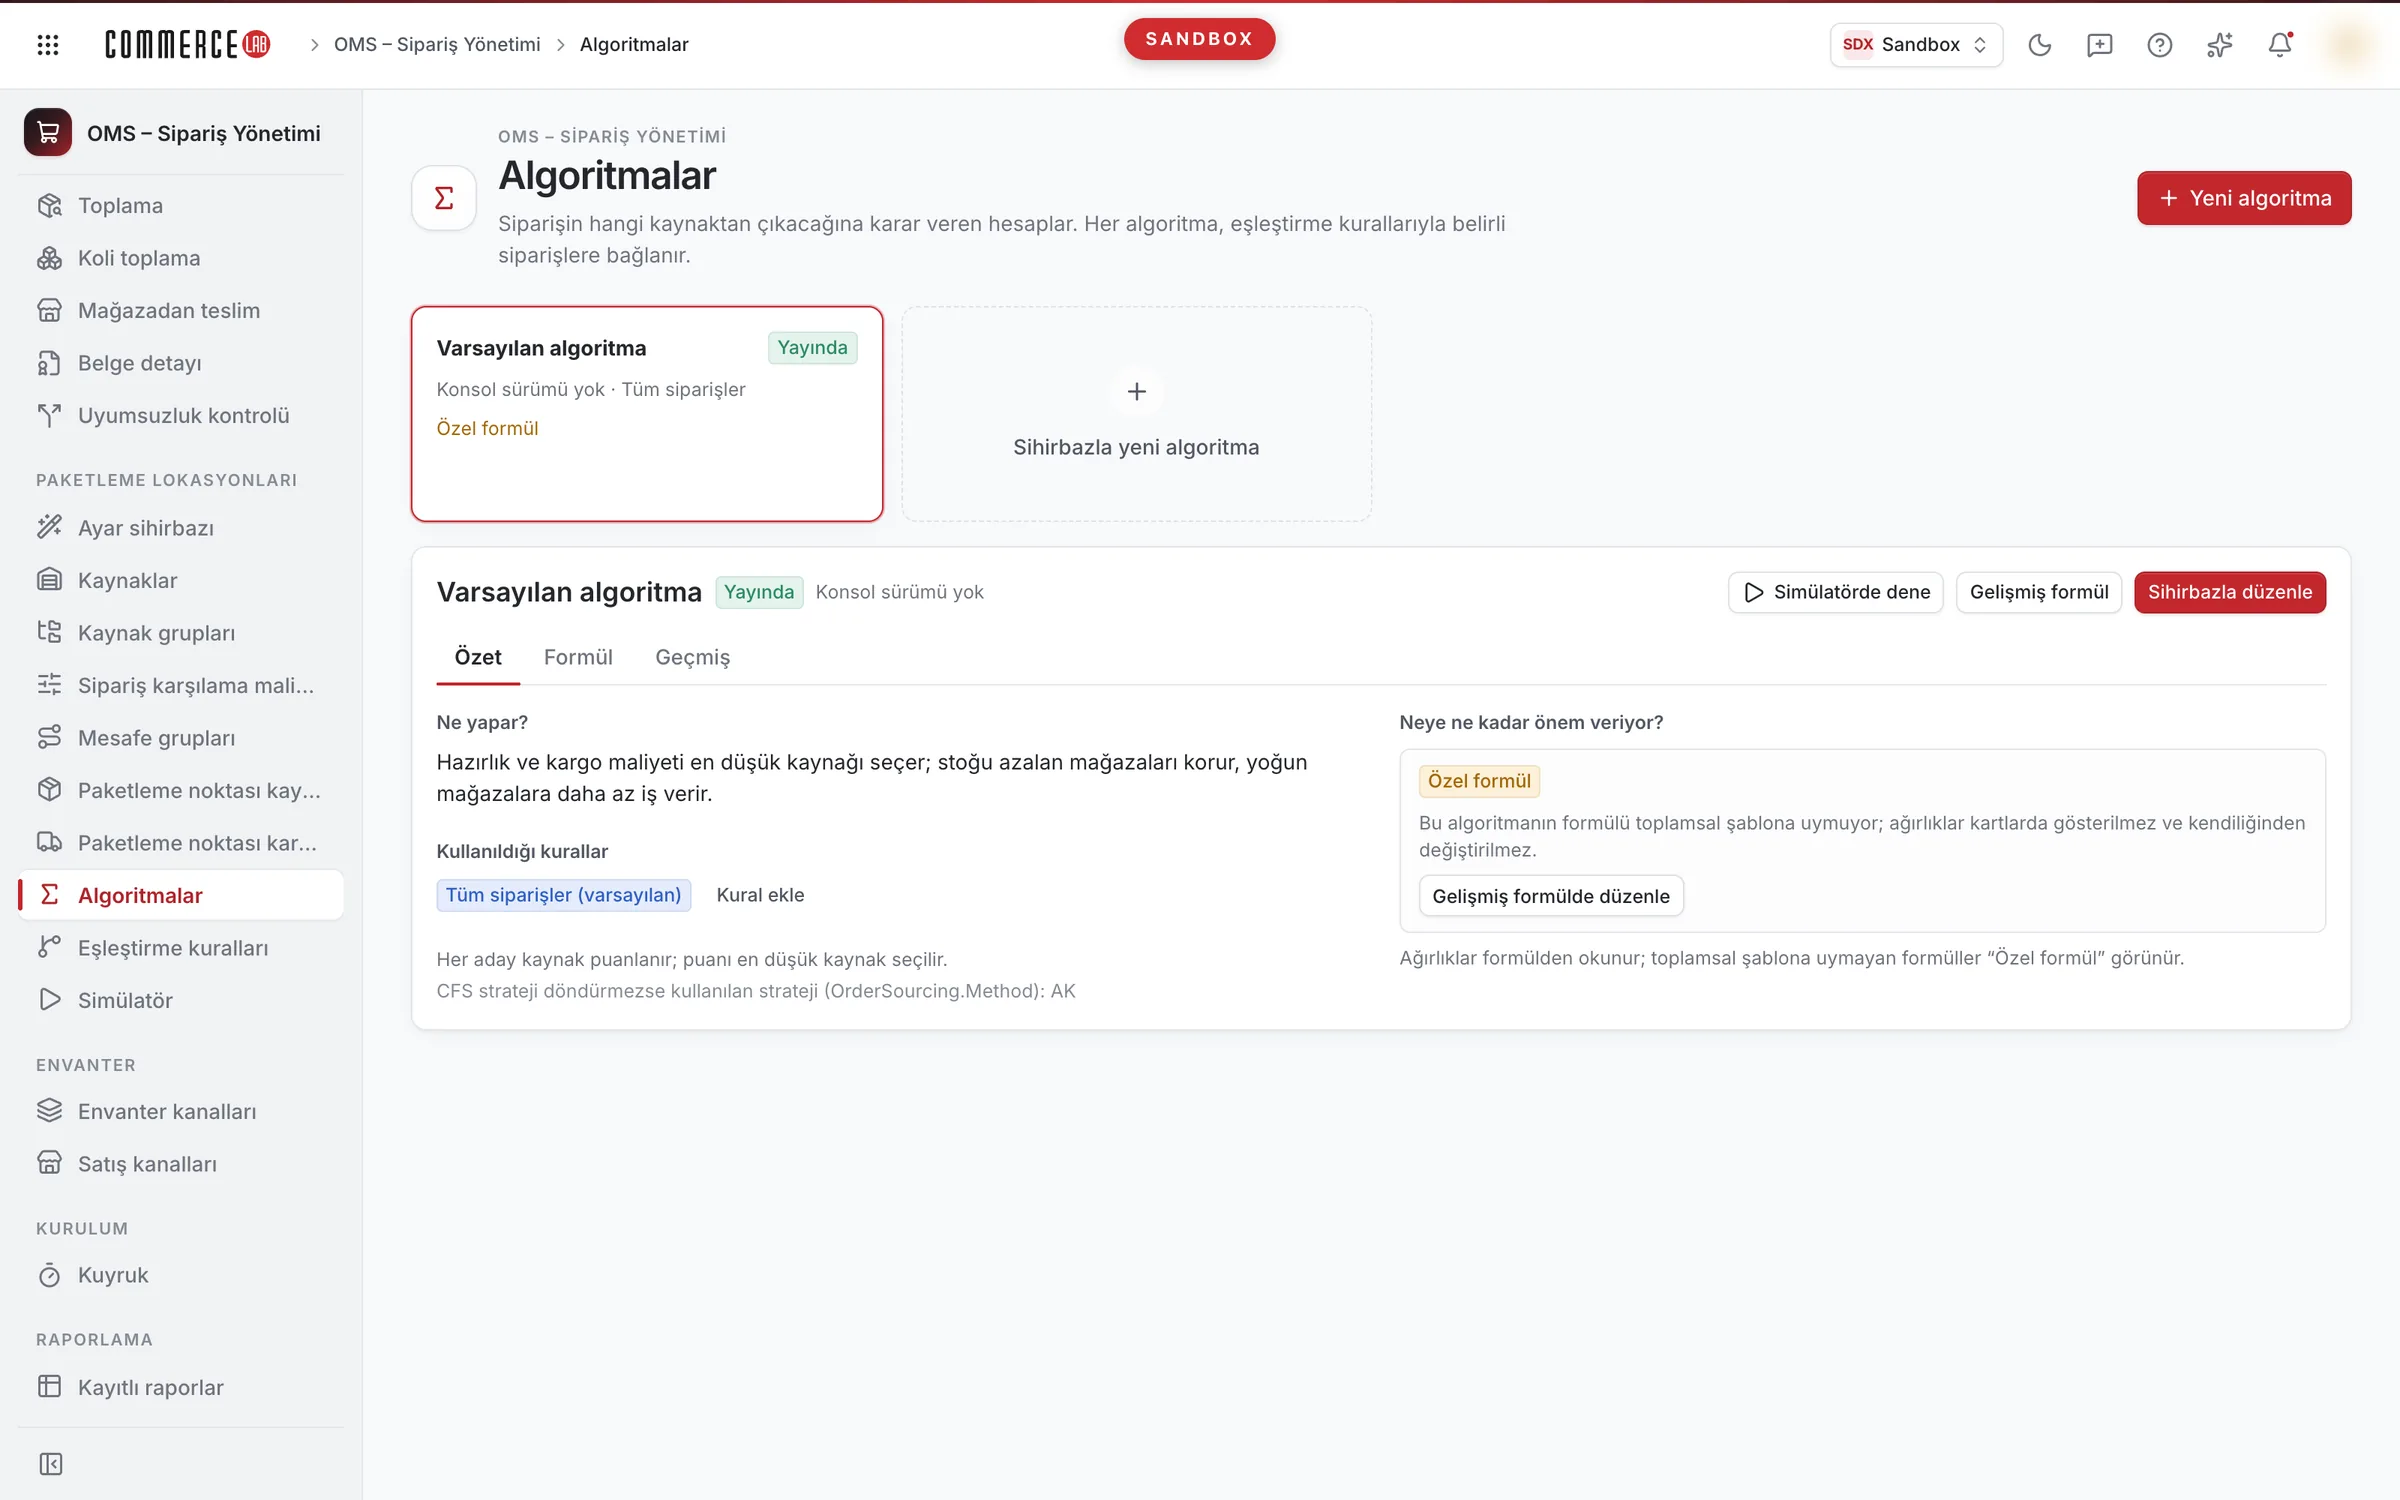 COMMERCE LAB
OMS – Sipariş Yönetimi
Algoritmalar
SANDBOX
SDX Sandbox
OMS – Sipariş Yönetimi
Toplama
Koli toplama
Mağazadan teslim
Belge detayı
Uyumsuzluk kontrolü
PAKETLEME LOKASYONLARI
Ayar sihirbazı
Kaynaklar
Kaynak grupları
Sipariş karşılama mali...
Mesafe grupları
Paketleme noktası kay...
Paketleme noktası kar...
Algoritmalar
Eşleştirme kuralları
Simülatör
ENVANTER
Envanter kanalları
Satış kanalları
KURULUM
Kuyruk
RAPORLAMA
Kayıtlı raporlar
OMS – SİPARİŞ YÖNETİMİ
Algoritmalar
Siparişin hangi kaynaktan çıkacağına karar veren hesaplar. Her algoritma, eşleştirme kurallarıyla belirli
siparişlere bağlanır.
Yeni algoritma
Varsayılan algoritma
Yayında
Konsol sürümü yok · Tüm siparişler
Özel formül
Sihirbazla yeni algoritma
Varsayılan algoritma
Yayında
Konsol sürümü yok
Simülatörde dene
Gelişmiş formül
Sihirbazla düzenle
Özet
Formül
Geçmiş
Ne yapar?
Hazırlık ve kargo maliyeti en düşük kaynağı seçer; stoğu azalan mağazaları korur, yoğun
mağazalara daha az iş verir.
Kullanıldığı kurallar
Tüm siparişler (varsayılan)
Kural ekle
Her aday kaynak puanlanır; puanı en düşük kaynak seçilir.
CFS strateji döndürmezse kullanılan strateji (OrderSourcing.Method): AK
Neye ne kadar önem veriyor?
Özel formül
Bu algoritmanın formülü toplamsal şablona uymuyor; ağırlıklar kartlarda gösterilmez ve kendiliğinden
değiştirilmez.
Gelişmiş formülde düzenle
Ağırlıklar formülden okunur; toplamsal şablona uymayan formüller “Özel formül” görünür.